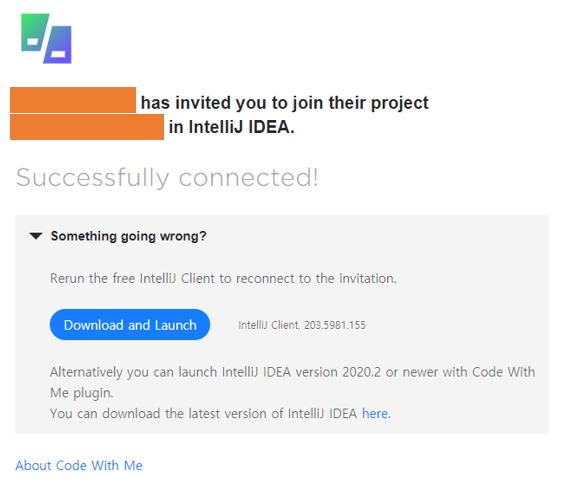 has invited you to join their project
in IntelliJ IDEA.
Successfully connected!
Something going wrong?
Rerun the free IntelliJ Client to reconnect to the invitation.
Download and Launch
IntelliJ Client, 203.5981.155
Alternatively you can launch IntelliJ IDEA version 2020.2 or newer with Code With
Me plugin.
You can download the latest version of IntelliJ IDEA here.
About Code With Me